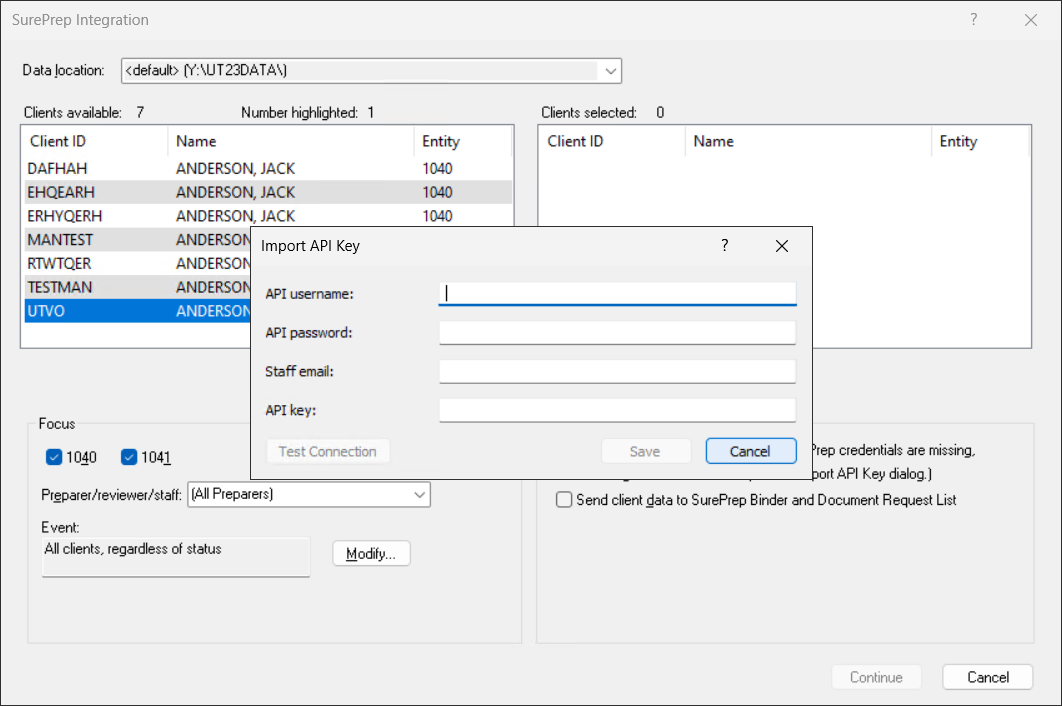 SurePrep Integration
?
Data location: <default> (Y:\UT23DATA\)
Clients available: 7 Number highlighted: 1
Client ID Name Entity
DAFHAH ANDERSON, JACK 1040
EHQEARH ANDERSON, JACK 1040
ERHYQERH ANDERSON, JACK 1040
MANTEST ANDERSON
RTWTQER ANDERSON
TESTMAN ANDERSON
UTVO ANDERSON
Clients selected: 0
Client ID Name Entity
Import API Key ?
API username:
API password:
Staff email:
API key:
Test Connection Save Cancel
Focus
1040 1041
Preparer/reviewer/staff: (All Preparers)
Event:
All clients, regardless of status
Modify...
Prep credentials are missing,
port API Key dialog.)
Send client data to SurePrep Binder and Document Request List
Continue Cancel